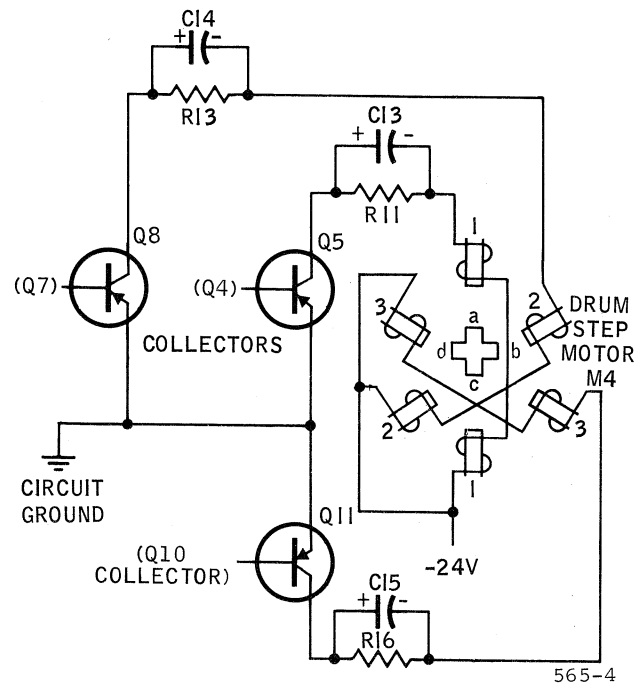 C14
+ -
R13
C13
+ -
R11
1
Q8
Q5
(Q7)
(Q4)
COLLECTORS
3
2
DRUM
STEP
MOTOR
M4
a
d
b
c
2
3
1
CIRCUIT
GROUND
Q11
(Q10
COLLECTOR)
-24V
C15
+ -
R16
565-4